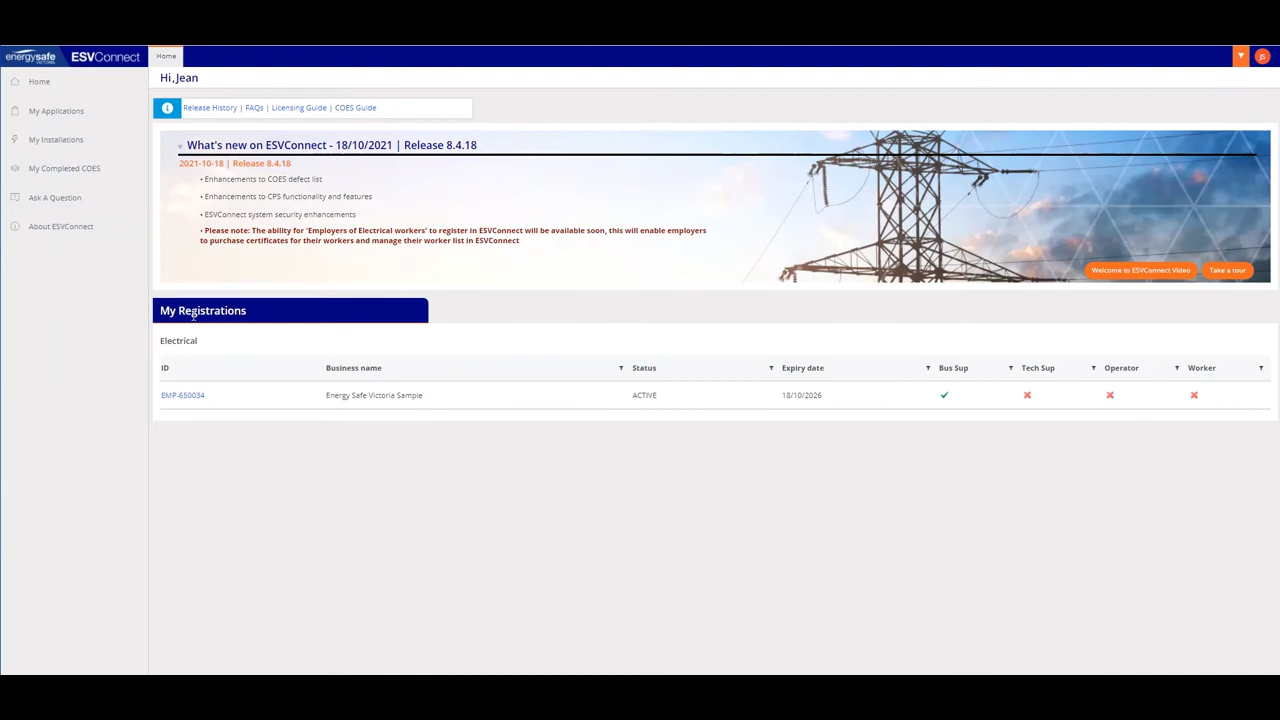 energysafe VICTORIA ESVConnect
Home
JS
Home
My Applications
My Installations
My Completed COES
Ask A Question
About ESVConnect
Hi,Jean
Release History | FAQs | Licensing Guide | COES Guide
What's new on ESVConnect - 18/10/2021 | Release 8.4.18
2021-10-18 | Release 8.4.18
• Enhancements to COES defect list
• Enhancements to CPS functionality and features
• ESVConnect system security enhancements
• Please note: The ability for 'Employers of Electrical workers' to register in ESVConnect will be available soon, this will enable employers
to purchase certificates for their workers and manage their worker list in ESVConnect
Welcome to ESVConnect Video Take a tour
My Registrations
Electrical
ID Business name Status Expiry date Bus Sup Tech Sup Operator Worker
EMP-650034 Energy Safe Victoria Sample ACTIVE 18/10/2026